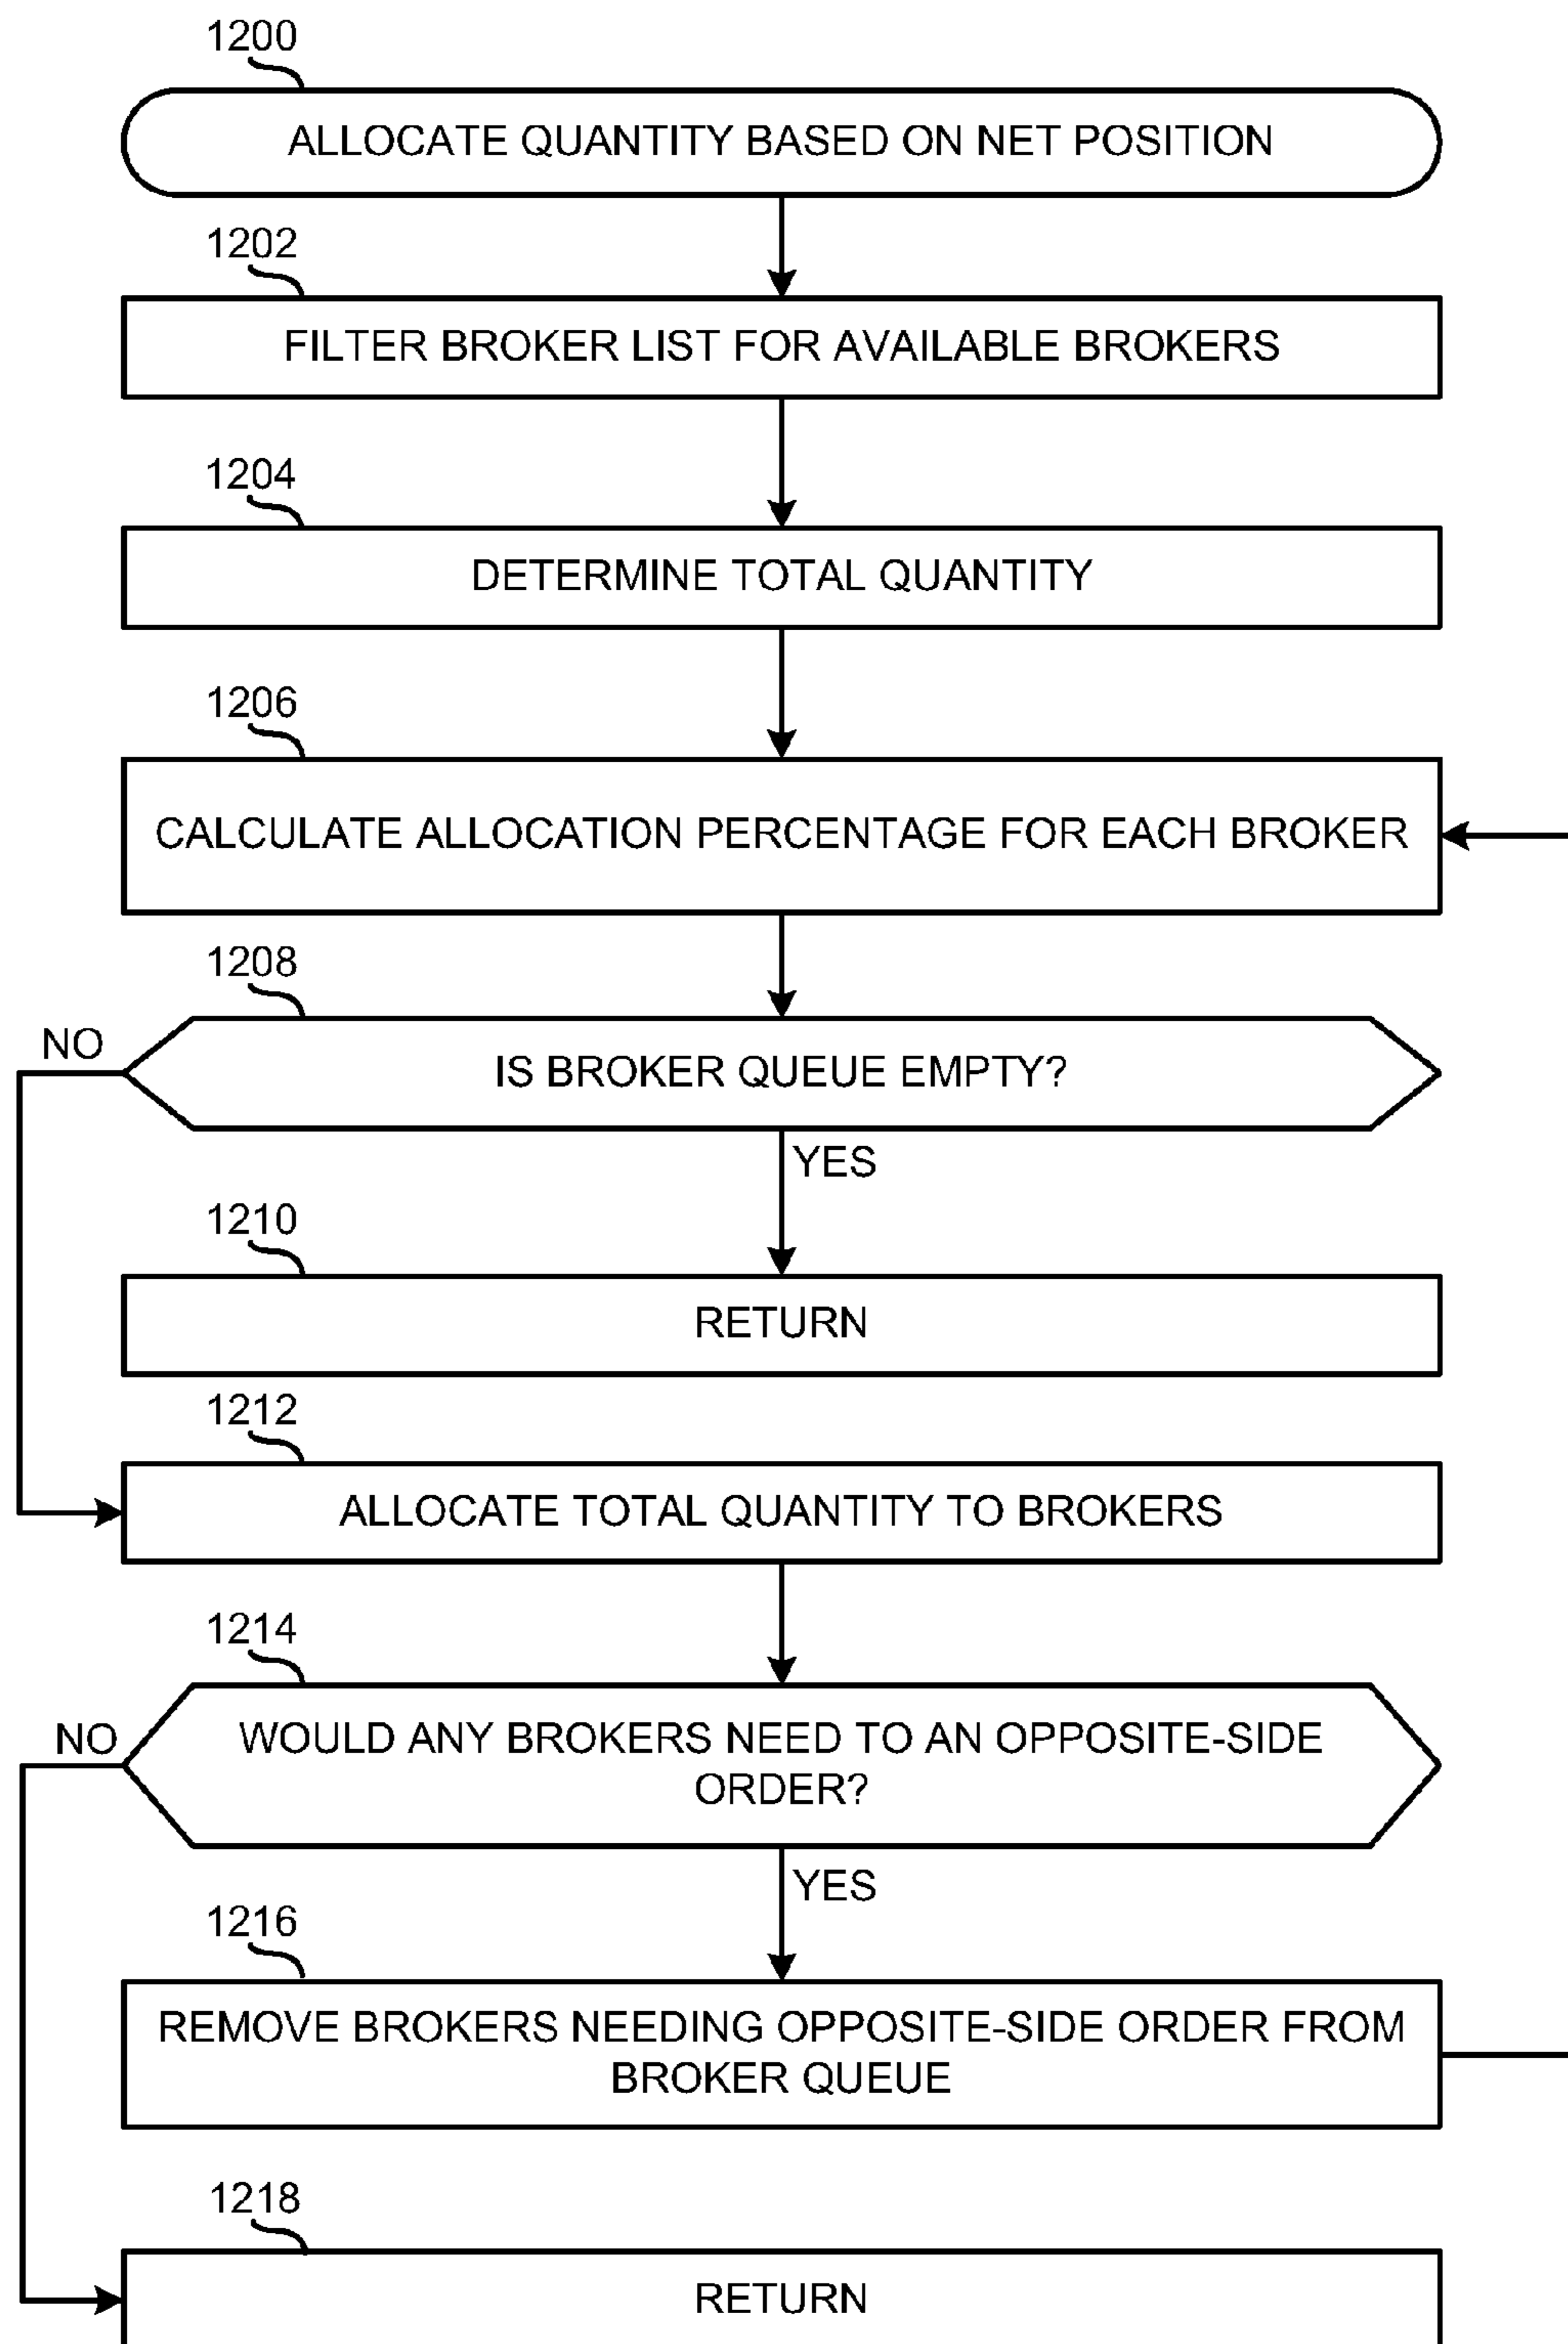 1200
ALLOCATE QUANTITY BASED ON NET POSITION
1202
FILTER BROKER LIST FOR AVAILABLE BROKERS
1204
DETERMINE TOTAL QUANTITY
1206
CALCULATE ALLOCATION PERCENTAGE FOR EACH BROKER
1208
NO
IS BROKER QUEUE EMPTY?
YES
1210
RETURN
1212
ALLOCATE TOTAL QUANTITY TO BROKERS
1214
NO
WOULD ANY BROKERS NEED TO AN OPPOSITE-SIDE
ORDER?
YES
1216
REMOVE BROKERS NEEDING OPPOSITE-SIDE ORDER FROM
BROKER QUEUE
1218
RETURN